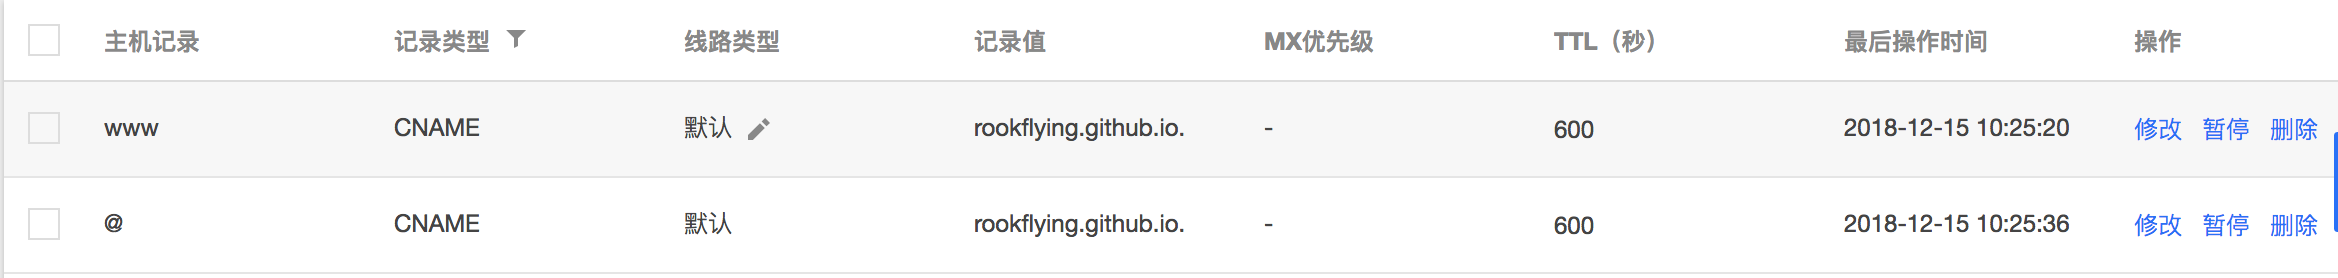 主机记录 记录类型 线路类型 记录值 MX优先级 TTL（秒） 最后操作时间 操作
www CNAME 默认 rookflying.github.io. - 600 2018-12-15 10:25:20 修改 暂停 删除
@ CNAME 默认 rookflying.github.io. - 600 2018-12-15 10:25:36 修改 暂停 删除